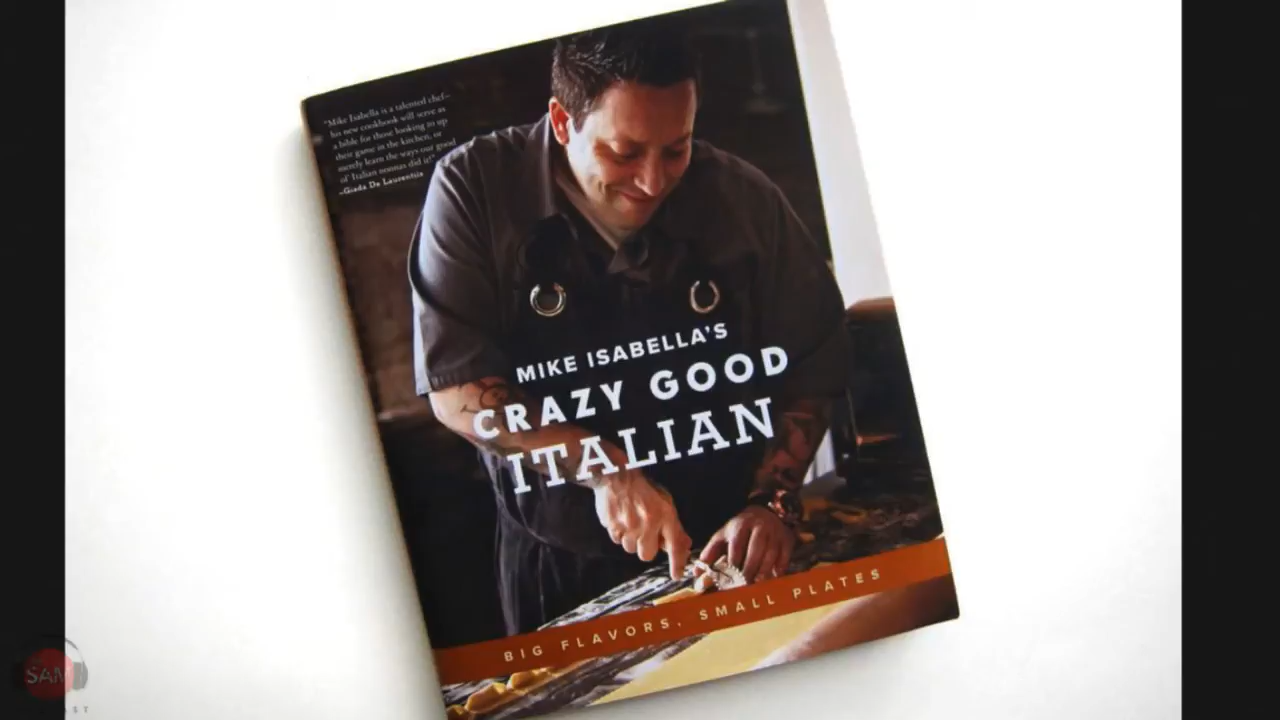 "Mike Isabella is a talented chef—
his new cookbook will serve as
a bible for those looking to up
their game in the kitchen, or
merely learn the ways our good
ol' Italian nonnas did it!"
—Giada De Laurentiis
MIKE ISABELLA'S
CRAZY GOOD
ITALIAN
BIG FLAVORS, SMALL PLATES
SAM